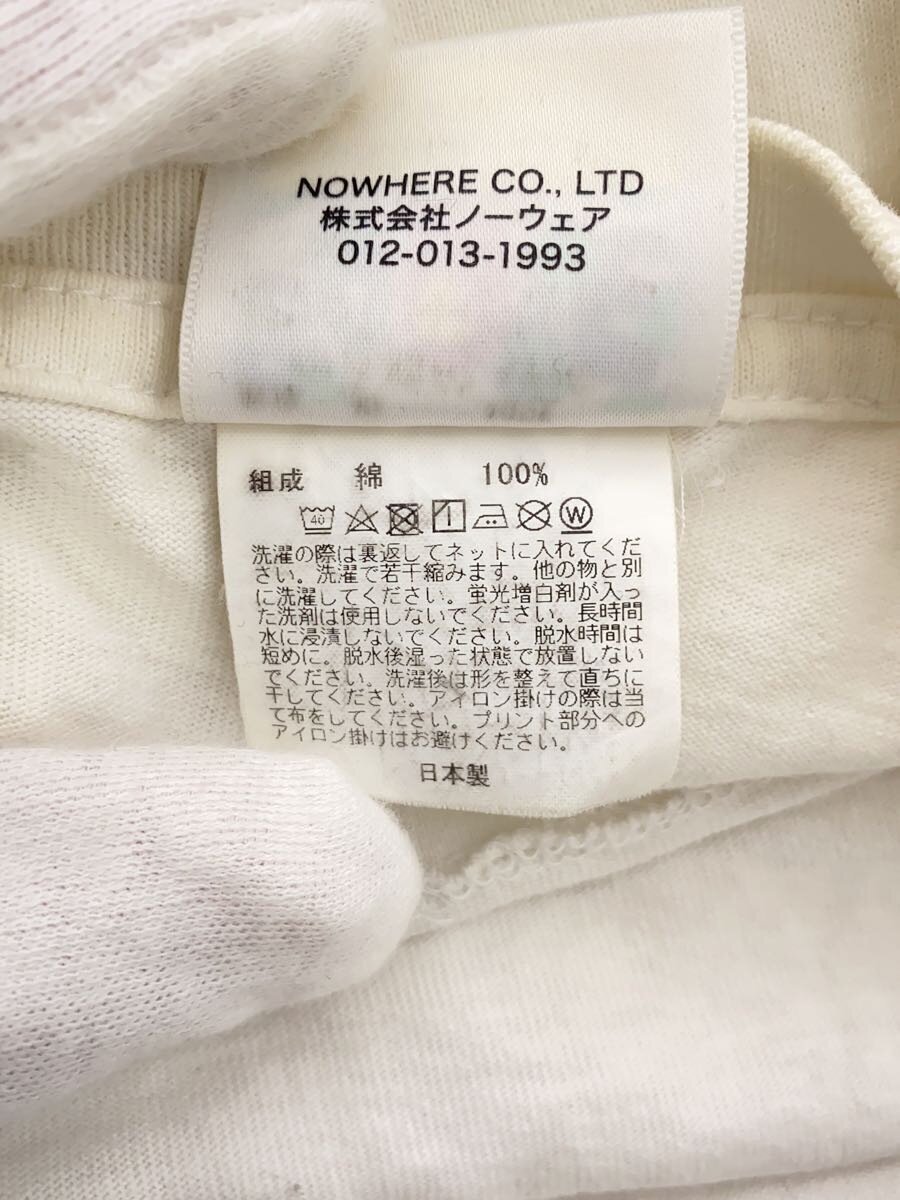 NOWHERE CO., LTD
株式会社ノーウェア
012-013-1993
組成 綿 100%
40 W
洗濯の際は裏返してネットに入れてくだ
さい。洗濯で若干縮みます。他の物と別
に洗濯してください。蛍光増白剤が入っ
た洗剤は使用しないでください。長時間
水に浸漬しないでください。脱水時間は
短めに。脱水後湿った状態で放置しない
でください。洗濯後は形を整えて直ちに
干してください。アイロン掛けの際は当
て布をしてください。プリント部分への
アイロン掛けはお避けください。
日本製